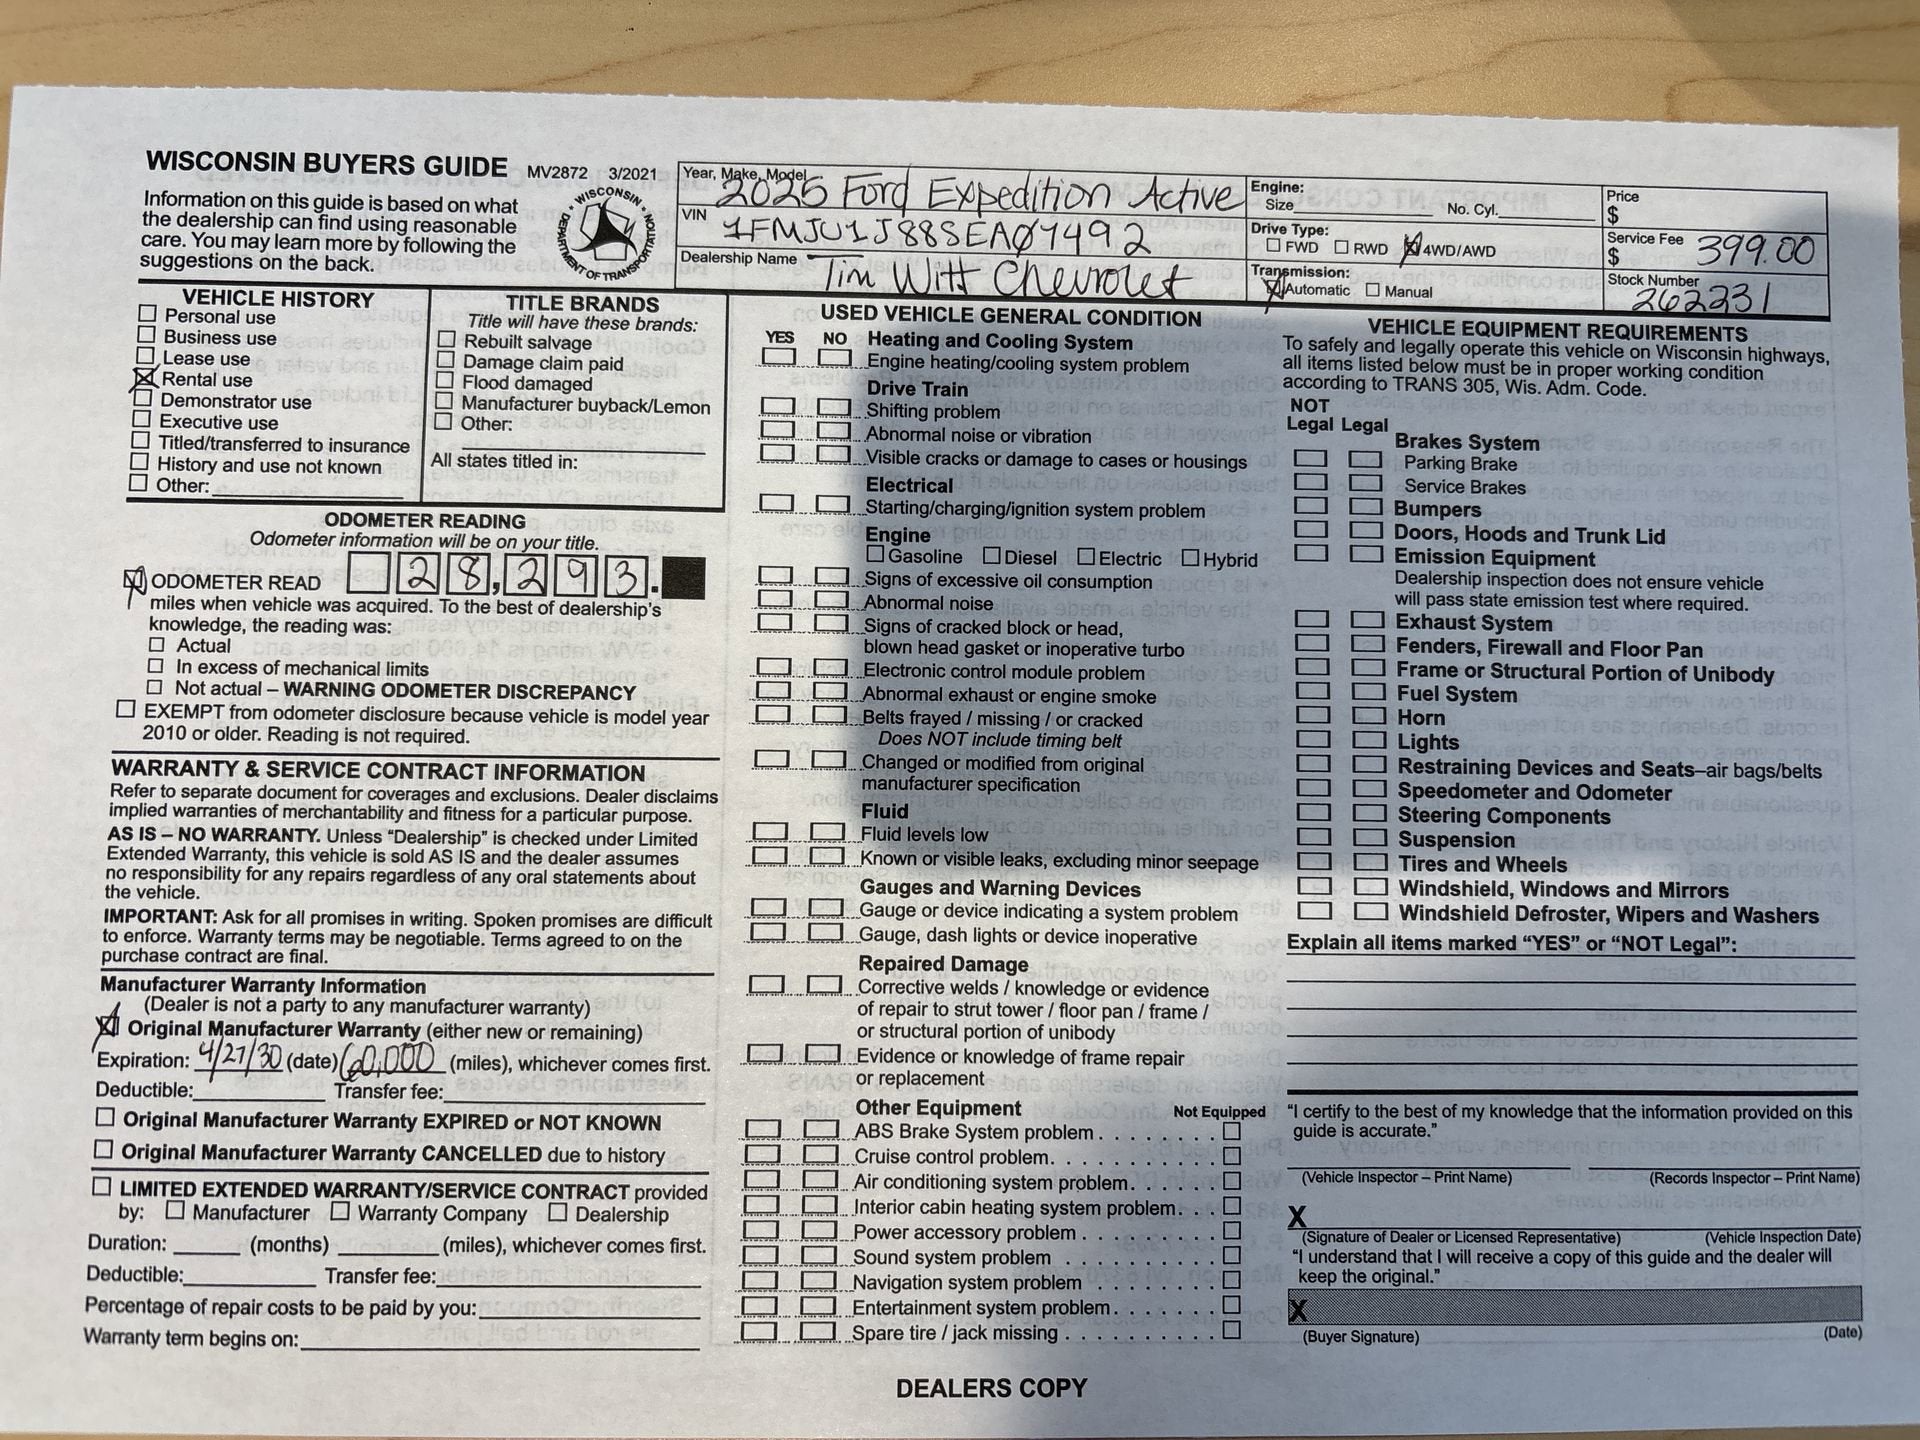 WISCONSIN BUYERS GUIDE MV2872 3/2021
Information on this guide is based on what
the dealership can find using reasonable
care. You may learn more by following the
suggestions on the back.
WISCONSIN DEPARTMENT OF TRANSPORTATION
Year, Make, Model 2025 Ford Expedition Active
VIN 1FMJU1J88SEA07492
Dealership Name Tim Witt Chevrolet
Engine:
Size No. Cyl.
Drive Type:
FWD RWD 4WD/AWD
Transmission:
Automatic Manual
Price
$
Service Fee
$ 399.00
Stock Number
262231
VEHICLE HISTORY
Personal use
Business use
Lease use
Rental use
Demonstrator use
Executive use
Titled/transferred to insurance
History and use not known
Other:
TITLE BRANDS
Title will have these brands:
Rebuilt salvage
Damage claim paid
Flood damaged
Manufacturer buyback/Lemon
Other:
All states titled in:
ODOMETER READING
Odometer information will be on your title.
ODOMETER READ 28,293.
miles when vehicle was acquired. To the best of dealership's
knowledge, the reading was:
Actual
In excess of mechanical limits
Not actual – WARNING ODOMETER DISCREPANCY
EXEMPT from odometer disclosure because vehicle is model year
2010 or older. Reading is not required.
WARRANTY & SERVICE CONTRACT INFORMATION
Refer to separate document for coverages and exclusions. Dealer disclaims
implied warranties of merchantability and fitness for a particular purpose.
AS IS – NO WARRANTY. Unless "Dealership" is checked under Limited
Extended Warranty, this vehicle is sold AS IS and the dealer assumes
no responsibility for any repairs regardless of any oral statements about
the vehicle.
IMPORTANT: Ask for all promises in writing. Spoken promises are difficult
to enforce. Warranty terms may be negotiable. Terms agreed to on the
purchase contract are final.
Manufacturer Warranty Information
(Dealer is not a party to any manufacturer warranty)
Original Manufacturer Warranty (either new or remaining)
Expiration: 4/27/30 (date) 60,000 (miles), whichever comes first.
Deductible: Transfer fee:
Original Manufacturer Warranty EXPIRED or NOT KNOWN
Original Manufacturer Warranty CANCELLED due to history
LIMITED EXTENDED WARRANTY/SERVICE CONTRACT provided
by: Manufacturer Warranty Company Dealership
Duration: (months) (miles), whichever comes first.
Deductible: Transfer fee:
Percentage of repair costs to be paid by you:
Warranty term begins on:
USED VEHICLE GENERAL CONDITION
YES NO Heating and Cooling System
Engine heating/cooling system problem
Drive Train
Shifting problem
Abnormal noise or vibration
Visible cracks or damage to cases or housings
Electrical
Starting/charging/ignition system problem
Engine
Gasoline Diesel Electric Hybrid
Signs of excessive oil consumption
Abnormal noise
Signs of cracked block or head,
blown head gasket or inoperative turbo
Electronic control module problem
Abnormal exhaust or engine smoke
Belts frayed / missing / or cracked
Does NOT include timing belt
Changed or modified from original
manufacturer specification
Fluid
Fluid levels low
Known or visible leaks, excluding minor seepage
Gauges and Warning Devices
Gauge or device indicating a system problem
Gauge, dash lights or device inoperative
Repaired Damage
Corrective welds / knowledge or evidence
of repair to strut tower / floor pan / frame /
or structural portion of unibody
Evidence or knowledge of frame repair
or replacement
Other Equipment Not Equipped
ABS Brake System problem
Cruise control problem
Air conditioning system problem
Interior cabin heating system problem
Power accessory problem
Sound system problem
Navigation system problem
Entertainment system problem
Spare tire / jack missing
VEHICLE EQUIPMENT REQUIREMENTS
To safely and legally operate this vehicle on Wisconsin highways,
all items listed below must be in proper working condition
according to TRANS 305, Wis. Adm. Code.
NOT
Legal Legal
Brakes System
Parking Brake
Service Brakes
Bumpers
Doors, Hoods and Trunk Lid
Emission Equipment
Dealership inspection does not ensure vehicle
will pass state emission test where required.
Exhaust System
Fenders, Firewall and Floor Pan
Frame or Structural Portion of Unibody
Fuel System
Horn
Lights
Restraining Devices and Seats–air bags/belts
Speedometer and Odometer
Steering Components
Suspension
Tires and Wheels
Windshield, Windows and Mirrors
Windshield Defroster, Wipers and Washers
Explain all items marked "YES" or "NOT Legal":
"I certify to the best of my knowledge that the information provided on this
guide is accurate."
(Vehicle Inspector – Print Name) (Records Inspector – Print Name)
X
(Signature of Dealer or Licensed Representative) (Vehicle Inspection Date)
"I understand that I will receive a copy of this guide and the dealer will
keep the original."
X
(Buyer Signature) (Date)
DEALERS COPY